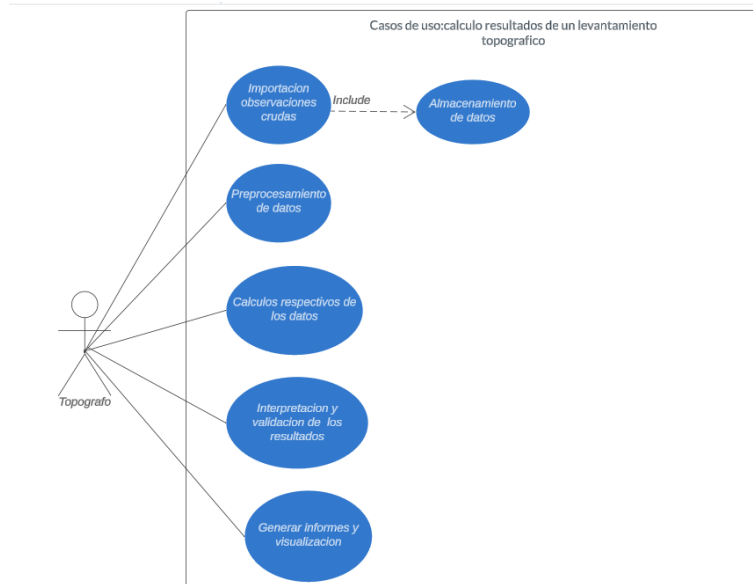 Casos de uso:calculo resultados de un levantamiento
topografico
Importacion
observaciones
crudas
Include
Almacenamiento
de datos
Preprocesamiento
de datos
Calculos respectivos de
los datos
Topografo
Interpretacion y
validacion de los
resultados
Generar informes y
visualizacion